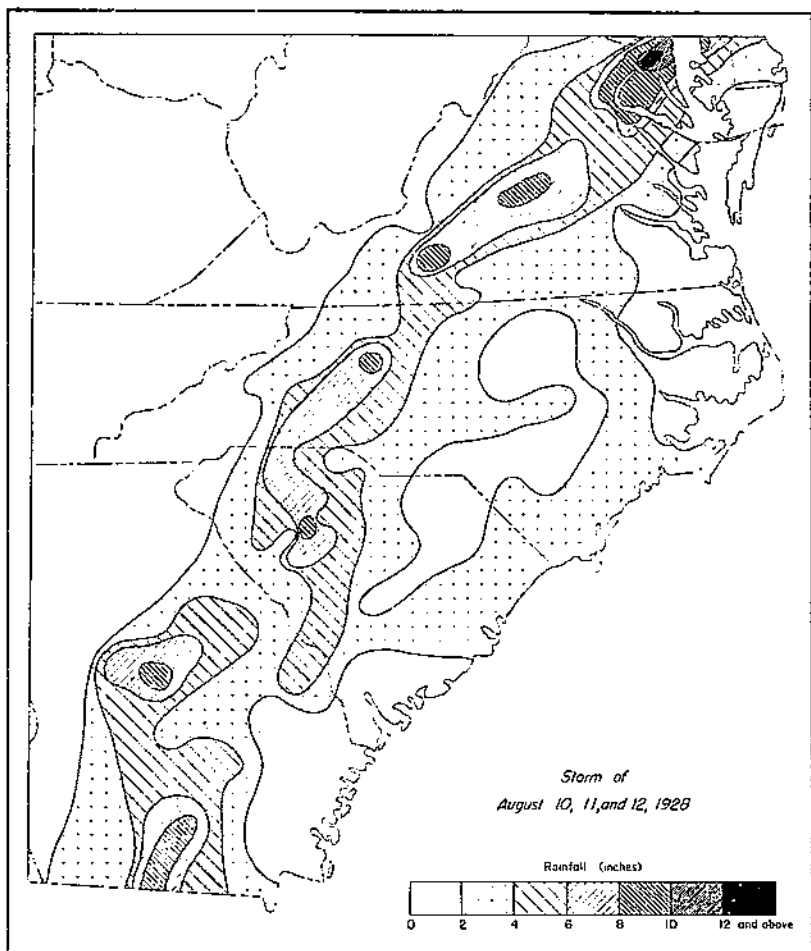 Storm of
August 10, 11, and 12, 1928
Rainfall (inches)
0 2 4 6 8 10 12 and above